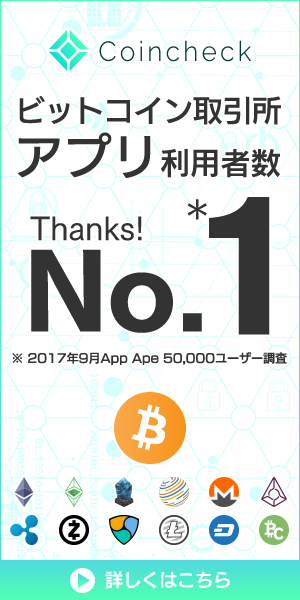 Coincheck
ビットコイン取引所
アプリ利用者数
Thanks!
No.*1
※ 2017年9月App Ape 50,000ユーザー調査
詳しくはこちら